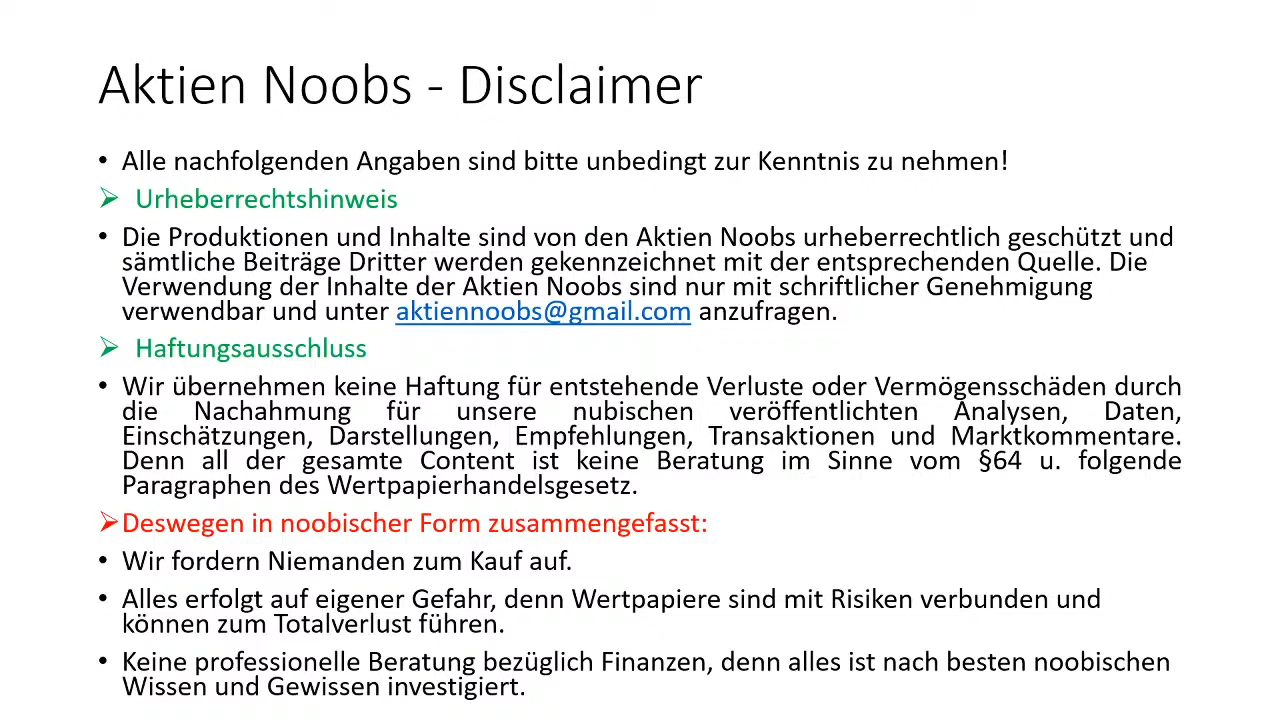 Aktien Noobs - Disclaimer
• Alle nachfolgenden Angaben sind bitte unbedingt zur Kenntnis zu nehmen!
➢ Urheberrechtshinweis
• Die Produktionen und Inhalte sind von den Aktien Noobs urheberrechtlich geschützt und
sämtliche Beiträge Dritter werden gekennzeichnet mit der entsprechenden Quelle. Die
Verwendung der Inhalte der Aktien Noobs sind nur mit schriftlicher Genehmigung
verwendbar und unter aktiennoobs@gmail.com anzufragen.
➢ Haftungsausschluss
• Wir übernehmen keine Haftung für entstehende Verluste oder Vermögensschäden durch
die Nachahmung für unsere nubischen veröffentlichten Analysen, Daten,
Einschätzungen, Darstellungen, Empfehlungen, Transaktionen und Marktkommentare.
Denn all der gesamte Content ist keine Beratung im Sinne vom §64 u. folgende
Paragraphen des Wertpapierhandelsgesetz.
➢Deswegen in noobischer Form zusammengefasst:
• Wir fordern Niemanden zum Kauf auf.
• Alles erfolgt auf eigener Gefahr, denn Wertpapiere sind mit Risiken verbunden und
können zum Totalverlust führen.
• Keine professionelle Beratung bezüglich Finanzen, denn alles ist nach besten noobischen
Wissen und Gewissen investigiert.